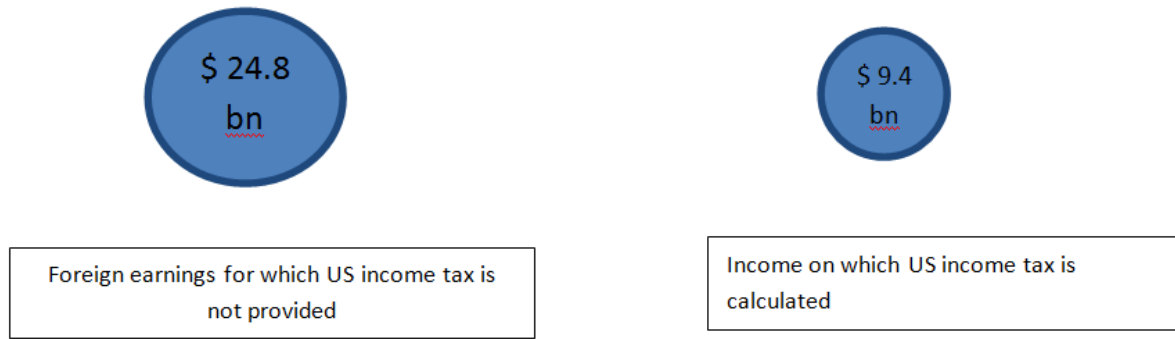 $ 24.8
bn
$ 9.4
bn
Foreign earnings for which US income tax is
not provided
Income on which US income tax is
calculated